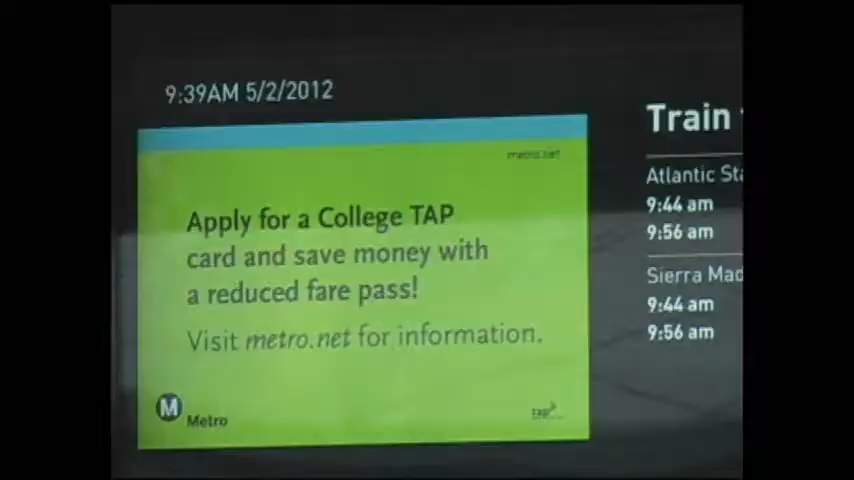 9:39AM 5/2/2012
metro.net
Apply for a College TAP
card and save money with
a reduced fare pass!
Visit metro.net for information.
M
Metro
tap
Train
Atlantic Sta
9:44 am
9:56 am
Sierra Mad
9:44 am
9:56 am